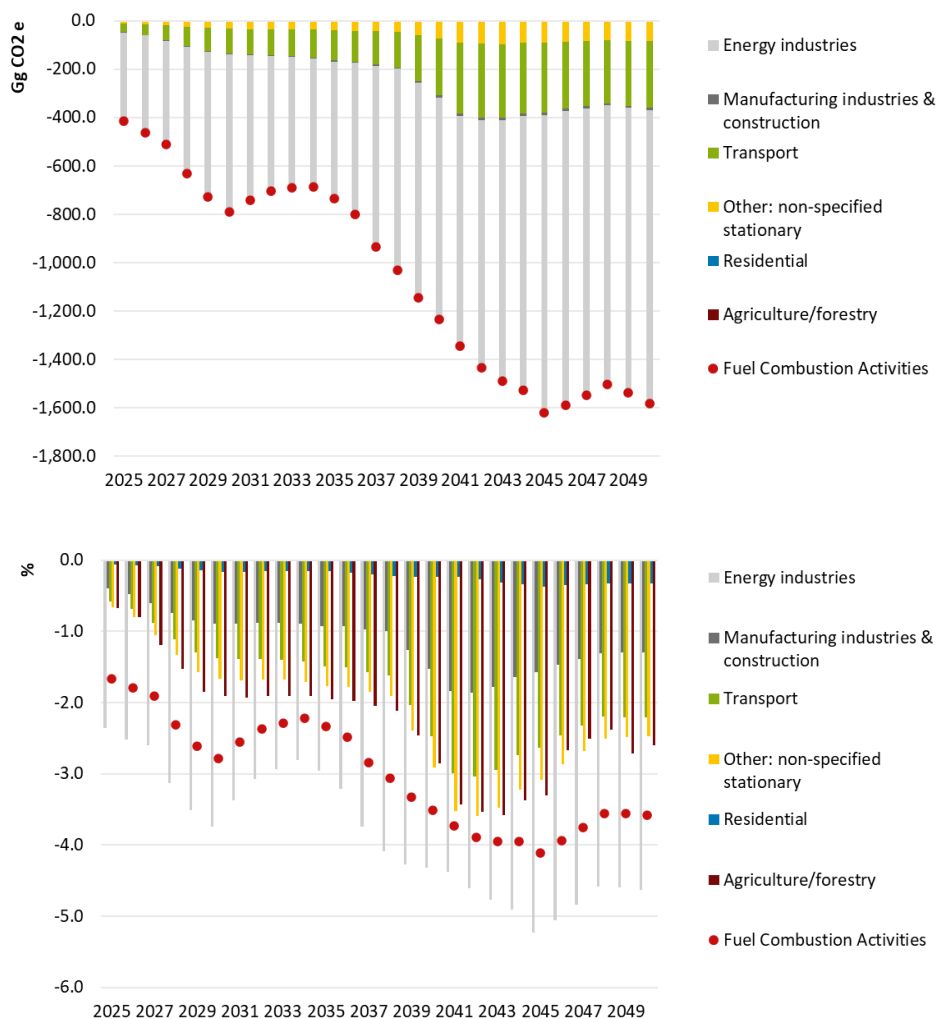 Gg CO2 e
0.0
-200.0
-400.0
-600.0
-800.0
-1,000.0
-1,200.0
-1,400.0
-1,600.0
-1,800.0
2025 2027 2029 2031 2033 2035 2037 2039 2041 2043 2045 2047 2049
Energy industries
Manufacturing industries &
construction
Transport
Other: non-specified
stationary
Residential
Agriculture/forestry
Fuel Combustion Activities
%
0.0
-1.0
-2.0
-3.0
-4.0
-5.0
-6.0
2025 2027 2029 2031 2033 2035 2037 2039 2041 2043 2045 2047 2049
Energy industries
Manufacturing industries &
construction
Transport
Other: non-specified
stationary
Residential
Agriculture/forestry
Fuel Combustion Activities